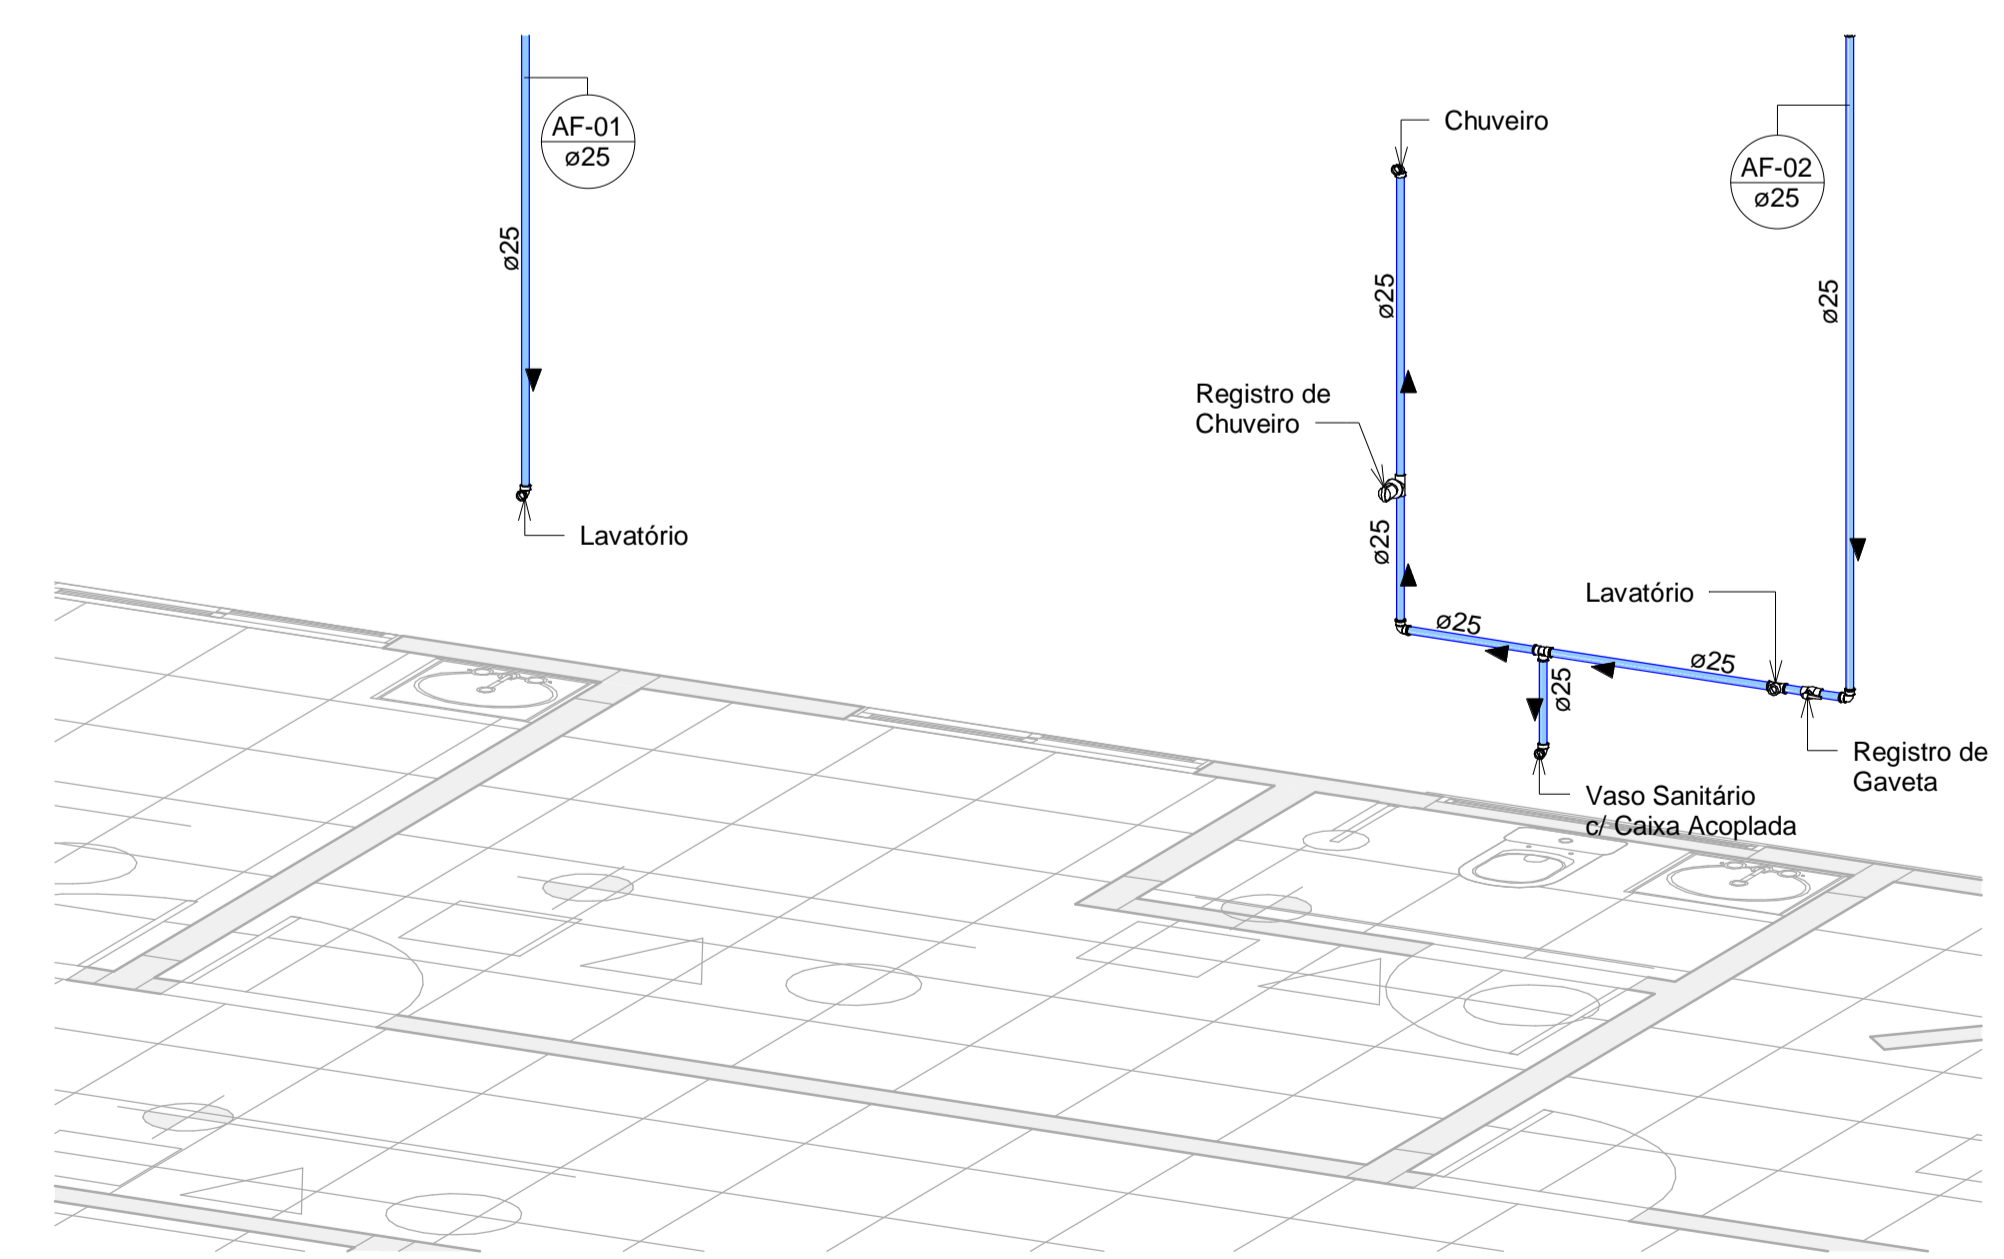 AF-01
ø25
ø25
Lavatório
Chuveiro
AF-02
ø25
ø25
ø25
Registro de
Chuveiro
ø25
Lavatório
ø25
ø25
ø25
Registro de
Gaveta
Vaso Sanitário
c/ Caixa Acoplada